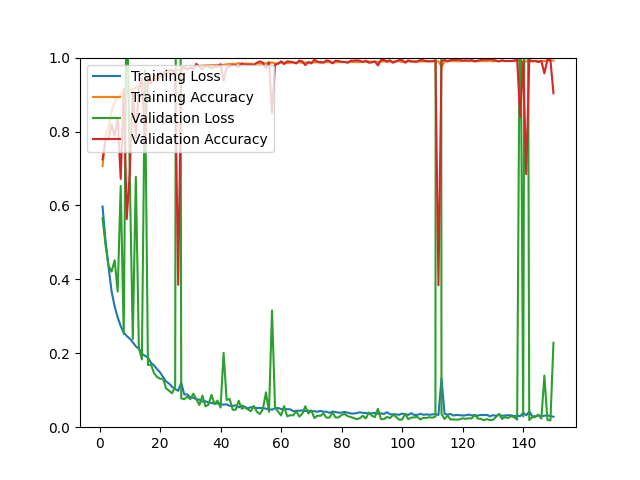 1.0
0.8
0.6
0.4
0.2
0.0
Training Loss
Training Accuracy
Validation Loss
Validation Accuracy
0 20 40 60 80 100 120 140